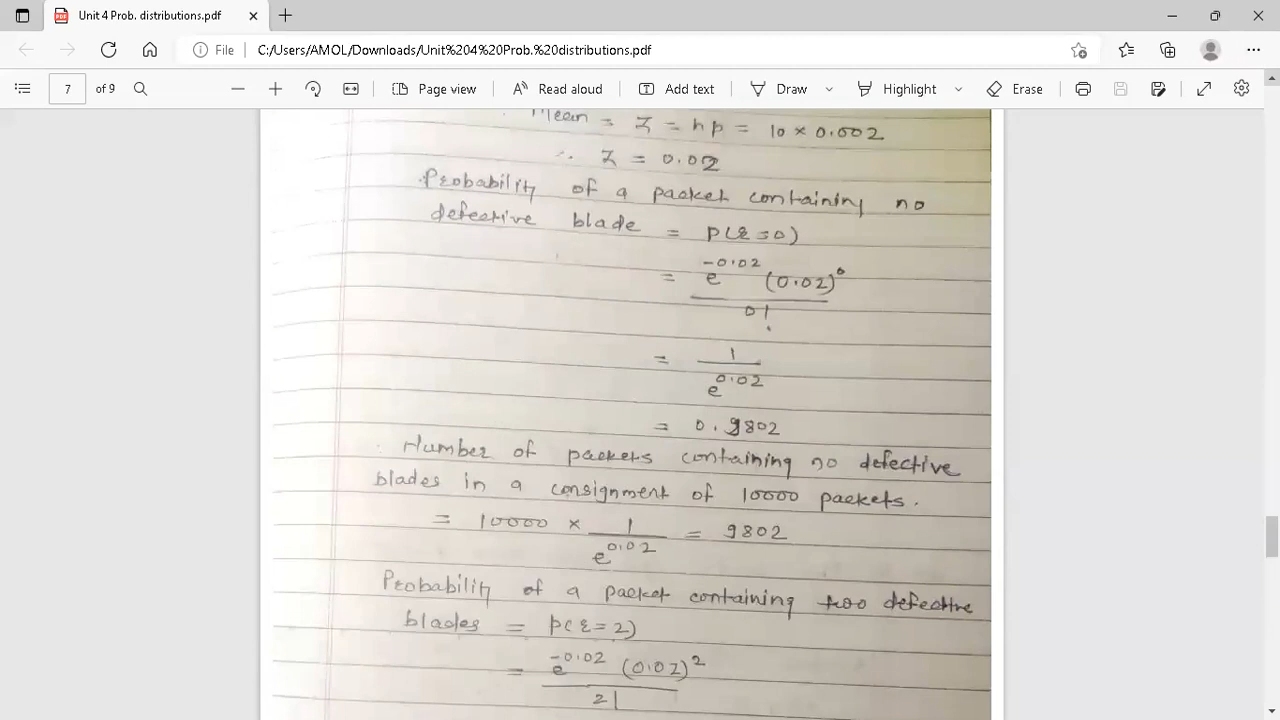 Unit 4 Prob. distributions.pdf
File C:/Users/AMOL/Downloads/Unit%204%20Prob.%20distributions.pdf
7 of 9 Page view Read aloud Add text Draw Highlight Erase
Mean = z = np = 10 × 0.002
∴ z = 0.02
Probability of a packet containing no
defective blade = P(r=0)
= e^-0.02 (0.02)^0 / 0!
= 1 / e^0.02
= 0.9802
Number of packets containing no defective
blades in a consignment of 10000 packets.
= 10000 × 1 / e^0.02 = 9802
Probability of a packet containing two defective
blades = P(r=2)
= e^-0.02 (0.02)^2 / 2!